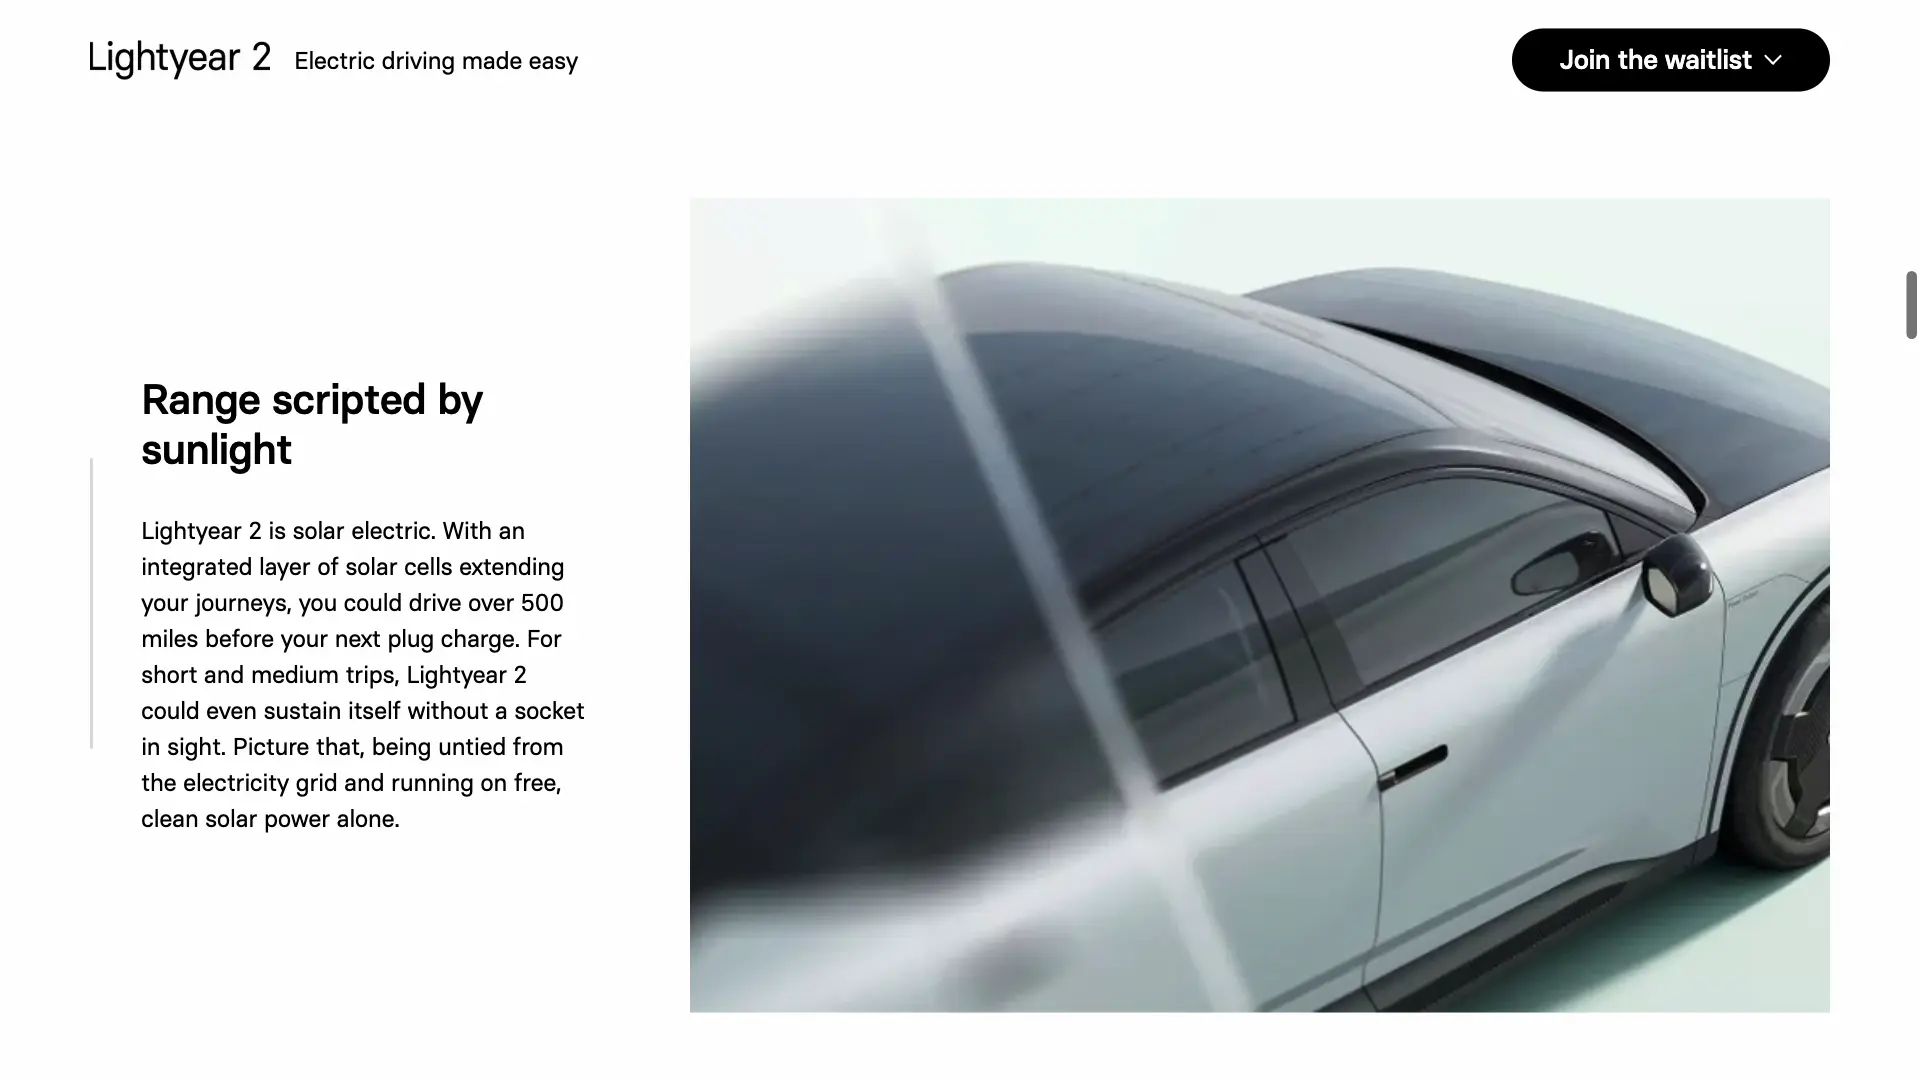 Lightyear 2 Electric driving made easy
Join the waitlist
Range scripted by
sunlight
Lightyear 2 is solar electric. With an
integrated layer of solar cells extending
your journeys, you could drive over 500
miles before your next plug charge. For
short and medium trips, Lightyear 2
could even sustain itself without a socket
in sight. Picture that, being untied from
the electricity grid and running on free,
clean solar power alone.